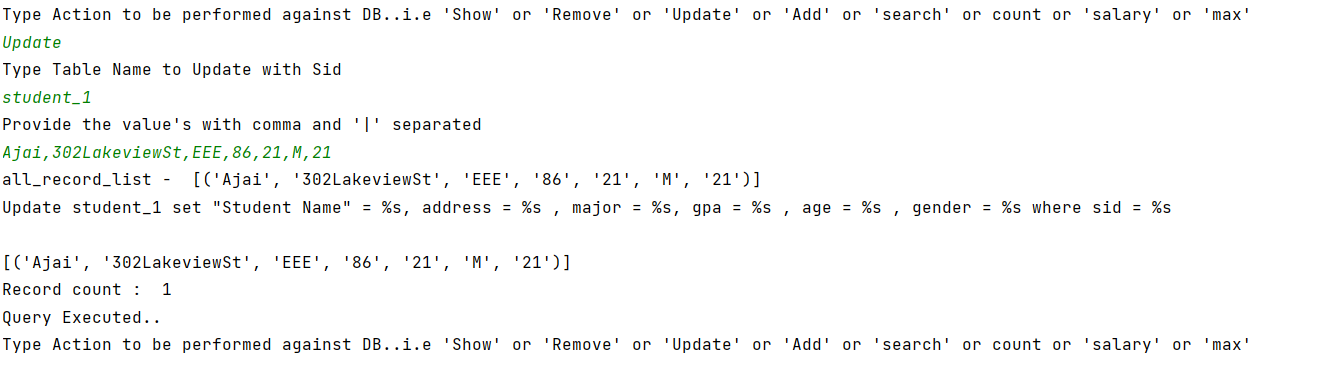 Type Action to be performed against DB..i.e 'Show' or 'Remove' or 'Update' or 'Add' or 'search' or count or 'salary' or 'max'
Update
Type Table Name to Update with Sid
student_1
Provide the value's with comma and '|' separated
Ajai,302LakeviewSt,EEE,86,21,M,21
all_record_list -  [('Ajai', '302LakeviewSt', 'EEE', '86', '21', 'M', '21')]
Update student_1 set "Student Name" = %s, address = %s , major = %s, gpa = %s , age = %s , gender = %s where sid = %s
[('Ajai', '302LakeviewSt', 'EEE', '86', '21', 'M', '21')]
Record count :  1
Query Executed..
Type Action to be performed against DB..i.e 'Show' or 'Remove' or 'Update' or 'Add' or 'search' or count or 'salary' or 'max'